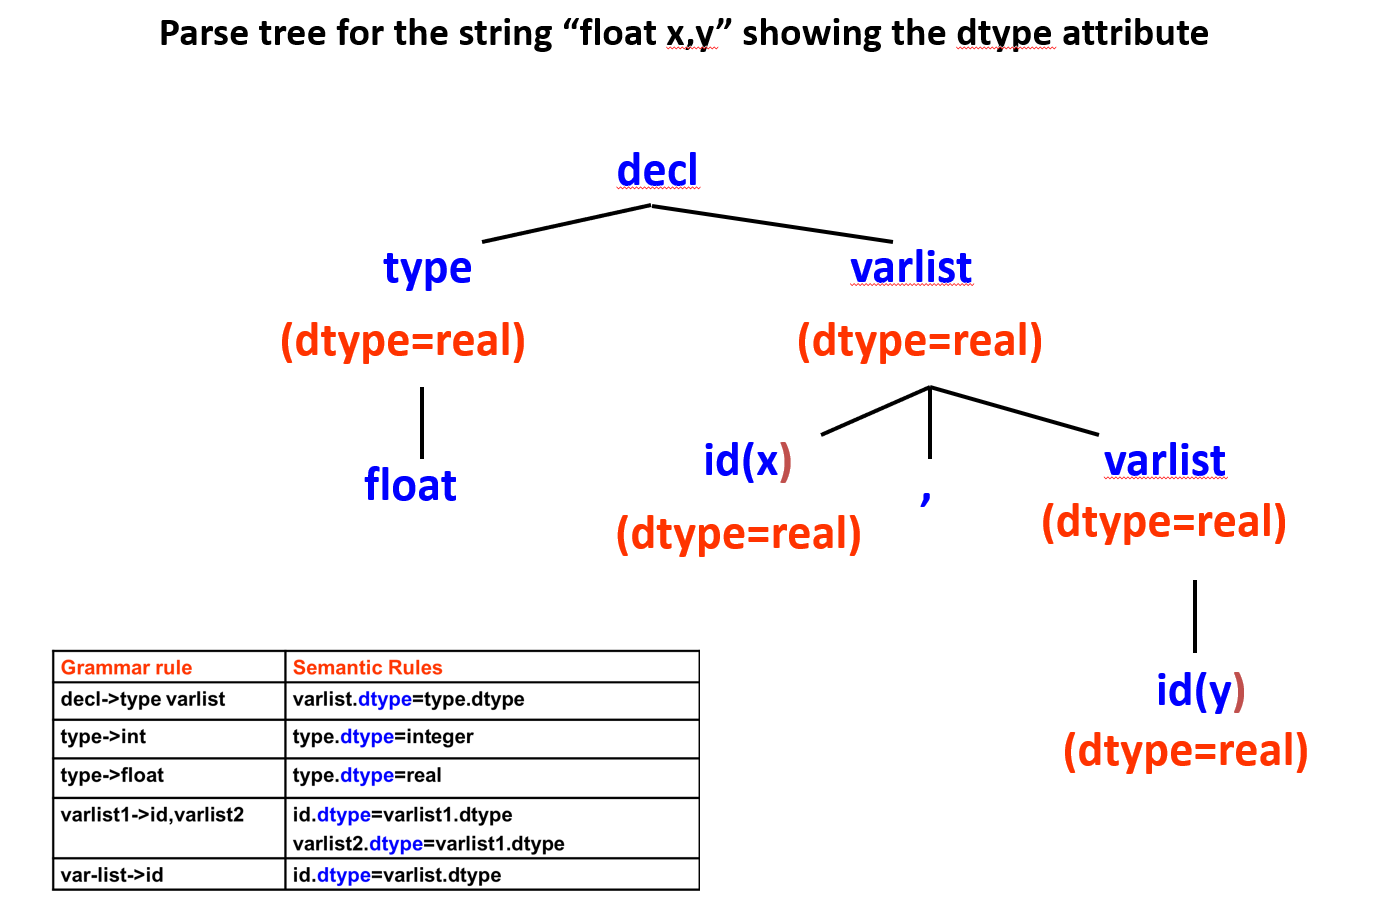 Parse tree for the string “float x,y” showing the dtype attribute
decl
type varlist
(dtype=real) (dtype=real)
float
id(x) , varlist
(dtype=real) (dtype=real)
id(y)
(dtype=real)
Grammar rule Semantic Rules
decl->type varlist varlist.dtype=type.dtype
type->int type.dtype=integer
type->float type.dtype=real
varlist1->id,varlist2 id.dtype=varlist1.dtype
varlist2.dtype=varlist1.dtype
var-list->id id.dtype=varlist.dtype